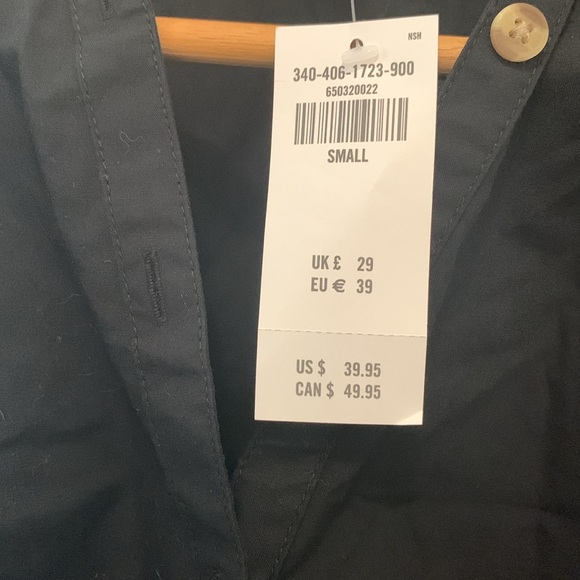 NSH
340-406-1723-900
650320022
SMALL
UK £ 29
EU € 39
US $ 39.95
CAN $ 49.95